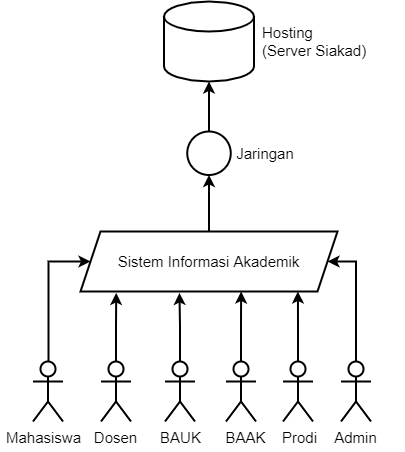 Hosting
(Server Siakad)
Jaringan
Sistem Informasi Akademik
Mahasiswa Dosen BAUK BAAK Prodi Admin